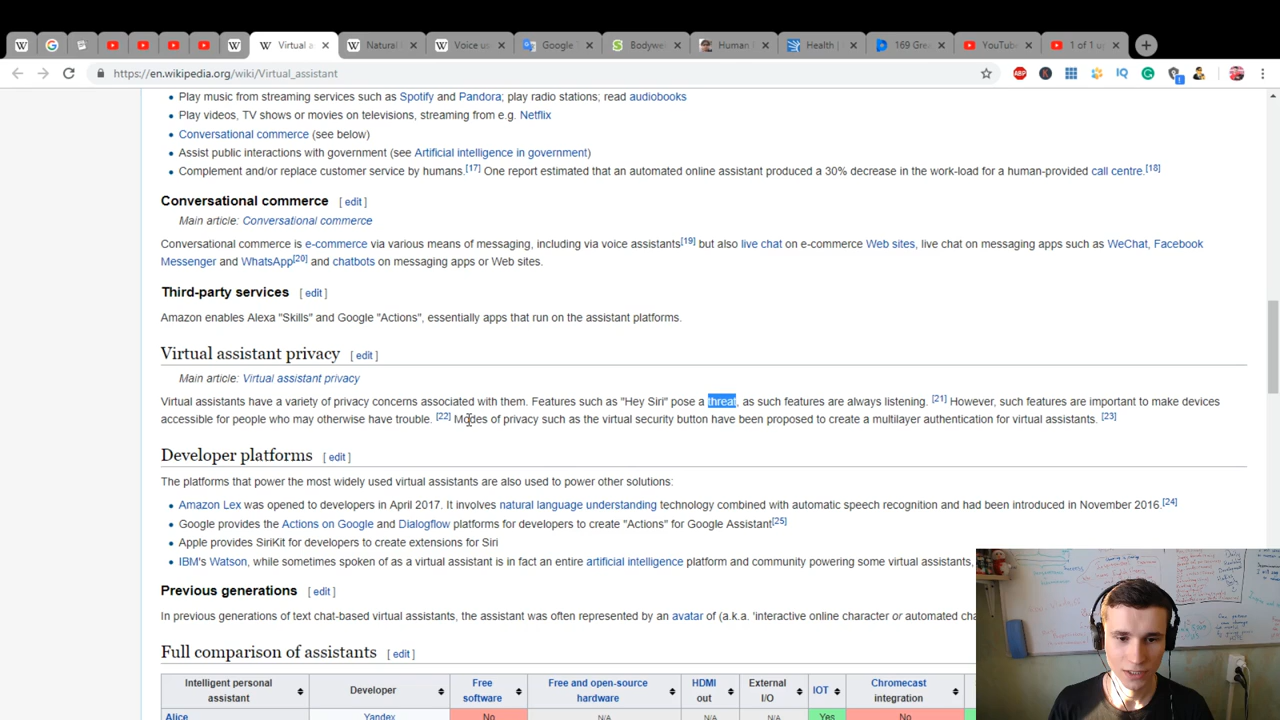 Virtual a
Natural
Voice us
Google T
Bodywe
Human
Health |
169 Gre
YouTube
1 of 1 u
https://en.wikipedia.org/wiki/Virtual_assistant
ABP
K
IQ
G
Play music from streaming services such as Spotify and Pandora; play radio stations; read audiobooks
Play videos, TV shows or movies on televisions, streaming from e.g. Netflix
Conversational commerce (see below)
Assist public interactions with government (see Artificial intelligence in government)
Complement and/or replace customer service by humans.[17] One report estimated that an automated online assistant produced a 30% decrease in the work-load for a human-provided call centre.[18]
Conversational commerce [ edit ]
Main article: Conversational commerce
Conversational commerce is e-commerce via various means of messaging, including via voice assistants[19] but also live chat on e-commerce Web sites, live chat on messaging apps such as WeChat, Facebook
Messenger and WhatsApp[20] and chatbots on messaging apps or Web sites.
Third-party services [ edit ]
Amazon enables Alexa "Skills" and Google "Actions", essentially apps that run on the assistant platforms.
Virtual assistant privacy [ edit ]
Main article: Virtual assistant privacy
Virtual assistants have a variety of privacy concerns associated with them. Features such as "Hey Siri" pose a threat, as such features are always listening. [21] However, such features are important to make devices
accessible for people who may otherwise have trouble. [22] Modes of privacy such as the virtual security button have been proposed to create a multilayer authentication for virtual assistants. [23]
Developer platforms [ edit ]
The platforms that power the most widely used virtual assistants are also used to power other solutions:
Amazon Lex was opened to developers in April 2017. It involves natural language understanding technology combined with automatic speech recognition and had been introduced in November 2016.[24]
Google provides the Actions on Google and Dialogflow platforms for developers to create "Actions" for Google Assistant[25]
Apple provides SiriKit for developers to create extensions for Siri
IBM's Watson, while sometimes spoken of as a virtual assistant is in fact an entire artificial intelligence platform and community powering some virtual assistants,
Previous generations [ edit ]
In previous generations of text chat-based virtual assistants, the assistant was often represented by an avatar of (a.k.a. 'interactive online character or automated cha
Full comparison of assistants [ edit ]
Intelligent personal assistant
Developer
Free software
Free and open-source hardware
HDMI out
External I/O
IOT
Chromecast integration
Alice
Yandex
No
N/A
N/A
N/A
Yes
No